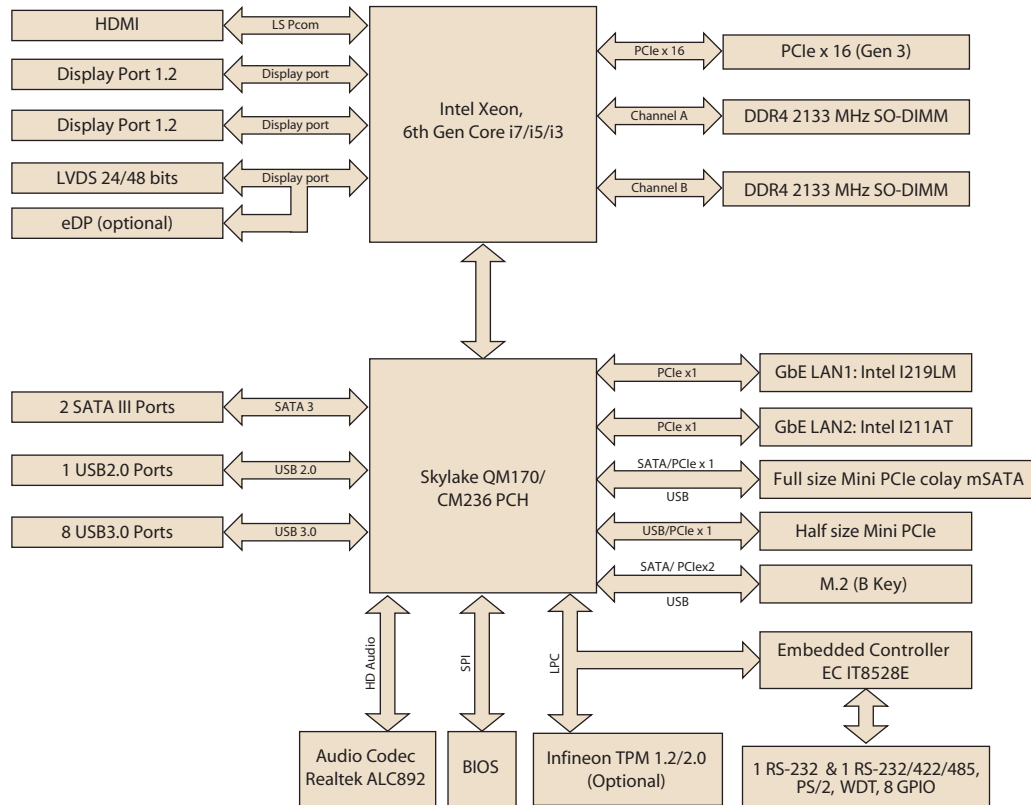 HDMI
LS Pcom
Display Port 1.2
Display port
Display Port 1.2
Display port
LVDS 24/48 bits
Display port
eDP (optional)
Intel Xeon,
6th Gen Core i7/i5/i3
PCIe x 16
PCIe x 16 (Gen 3)
Channel A
DDR4 2133 MHz SO-DIMM
Channel B
DDR4 2133 MHz SO-DIMM
2 SATA III Ports
SATA 3
1 USB2.0 Ports
USB 2.0
8 USB3.0 Ports
USB 3.0
Skylake QM170/
CM236 PCH
PCIe x1
GbE LAN1: Intel I219LM
PCIe x1
GbE LAN2: Intel I211AT
SATA/PCIe x 1
USB
Full size Mini PCIe colay mSATA
USB/PCIe x 1
Half size Mini PCIe
SATA/ PCIex2
USB
M.2 (B Key)
HD Audio
SPI
LPC
Embedded Controller
EC IT8528E
Audio Codec
Realtek ALC892
BIOS
Infineon TPM 1.2/2.0
(Optional)
1 RS-232 & 1 RS-232/422/485,
PS/2, WDT, 8 GPIO